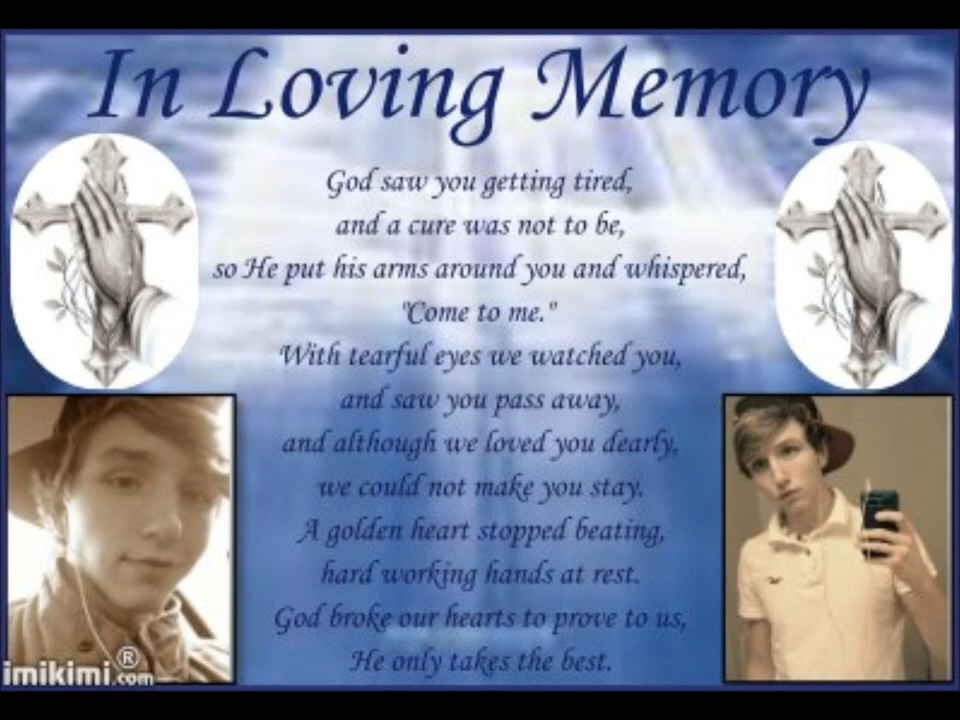 In Loving Memory
God saw you getting tired,
and a cure was not to be,
so He put his arms around you and whispered,
"Come to me."
With tearful eyes we watched you,
and saw you pass away,
and although we loved you dearly,
we could not make you stay.
A golden heart stopped beating,
hard working hands at rest.
God broke our hearts to prove to us,
He only takes the best.
imikimi.com®